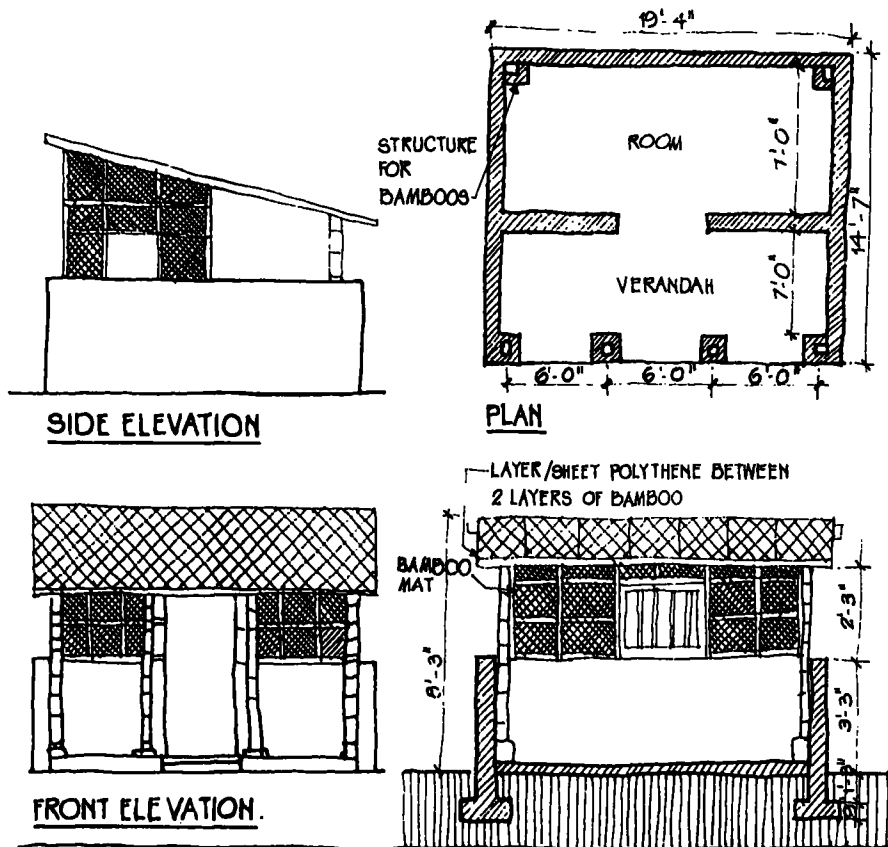 19'-4"
STRUCTURE
FOR
BAMBOOS
ROOM
7'-0"
14'-7"
VERANDAH
7'-0"
6'-0" 6'-0" 6'-0"
SIDE ELEVATION
PLAN
LAYER/SHEET POLYTHENE BETWEEN
2 LAYERS OF BAMBOO
BAMBOO
MAT
2'-3"
8'-3"
3'-3"
1'-3"
FRONT ELEVATION.